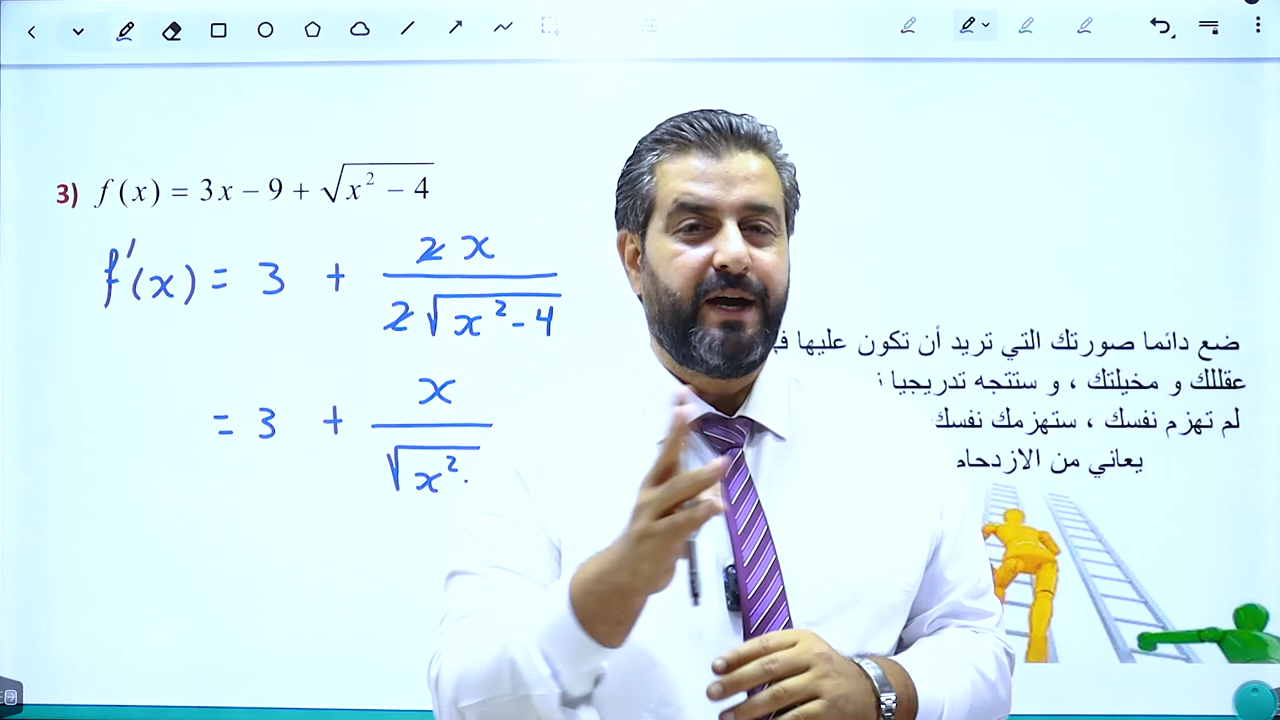 3) f(x) = 3x − 9 + √(x² − 4)
f'(x) = 3 + 2x / 2√(x² − 4)
= 3 + x / √(x²
ضع دائما صورتك التي تريد أن تكون عليها
عقللك و مخيلتك ، و ستتجه تدريجيا
لم تهزم نفسك ، ستهزمك نفسك
يعاني من الازدحام